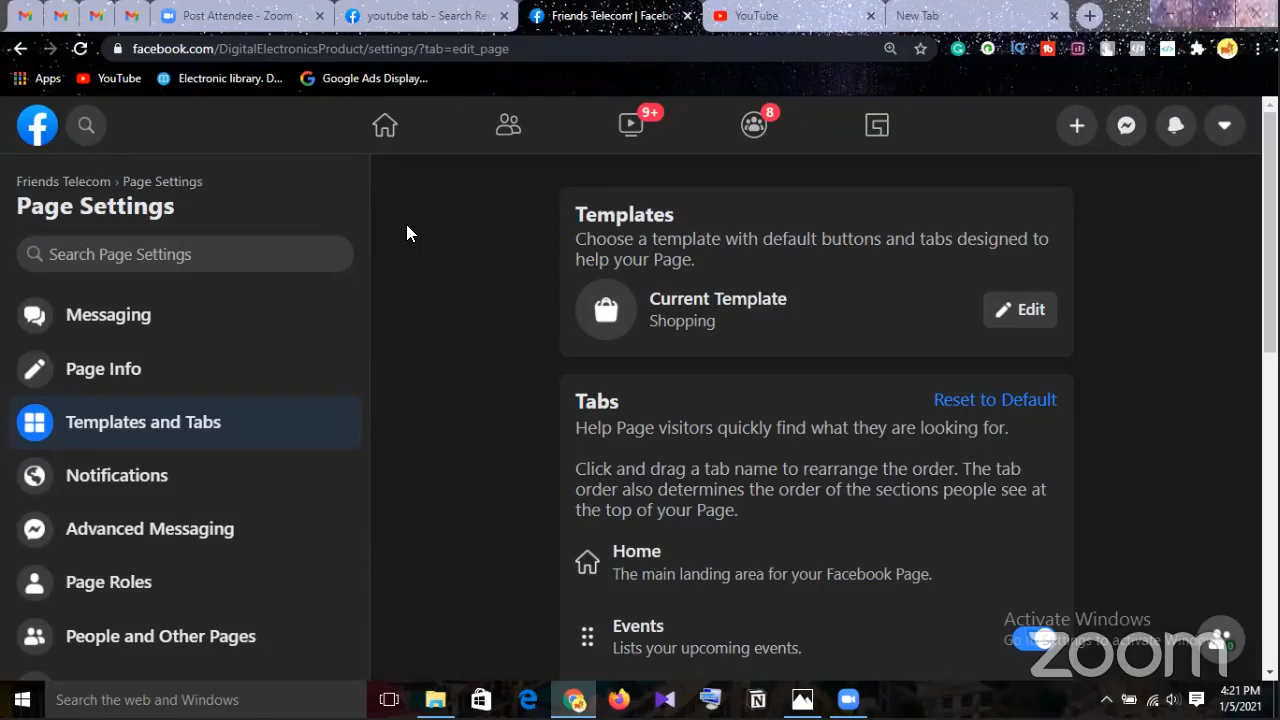 Post Attendee - Zoom
youtube tab - Search Re
Friends Telecom | Faceb
YouTube
New Tab
facebook.com/DigitalElectronicsProduct/settings/?tab=edit_page
Apps
YouTube
Electronic library. D...
Google Ads Display...
9+
8
Friends Telecom › Page Settings
Page Settings
Search Page Settings
Messaging
Page Info
Templates and Tabs
Notifications
Advanced Messaging
Page Roles
People and Other Pages
Templates
Choose a template with default buttons and tabs designed to
help your Page.
Current Template
Shopping
Edit
Tabs
Reset to Default
Help Page visitors quickly find what they are looking for.
Click and drag a tab name to rearrange the order. The tab
order also determines the order of the sections people see at
the top of your Page.
Home
The main landing area for your Facebook Page.
Events
Lists your upcoming events.
Activate Windows
Go to Settings to activate Windows.
zoom
Search the web and Windows
4:21 PM
1/5/2021